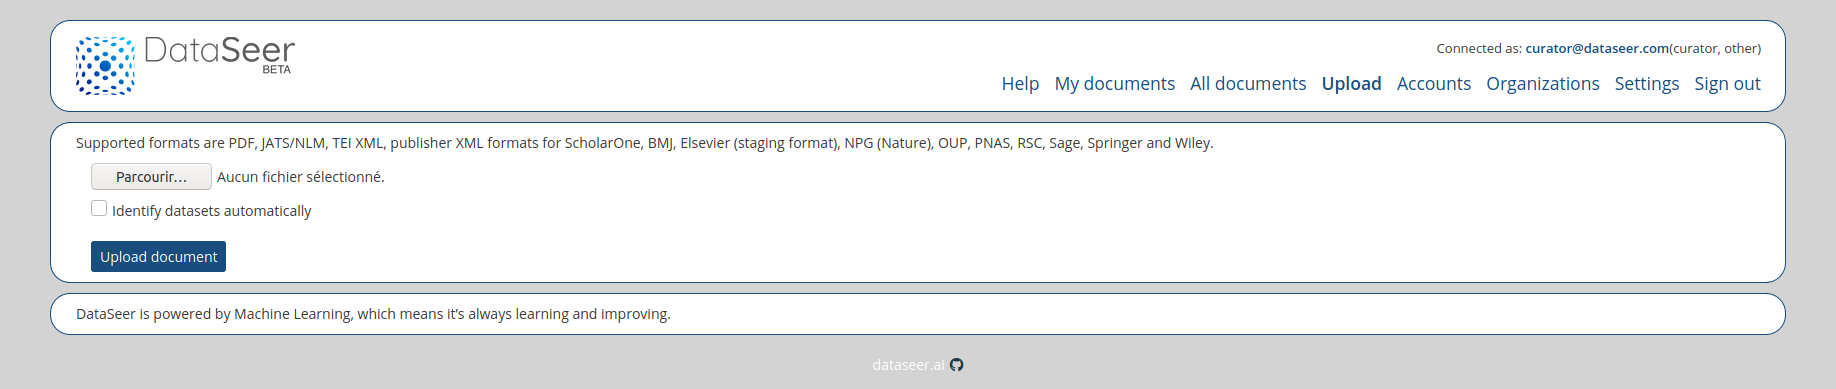 DataSeer
BETA
Connected as: curator@dataseer.com(curator, other)
Help My documents All documents Upload Accounts Organizations Settings Sign out
Supported formats are PDF, JATS/NLM, TEI XML, publisher XML formats for ScholarOne, BMJ, Elsevier (staging format), NPG (Nature), OUP, PNAS, RSC, Sage, Springer and Wiley.
Parcourir... Aucun fichier sélectionné.
Identify datasets automatically
Upload document
DataSeer is powered by Machine Learning, which means it’s always learning and improving.
dataseer.ai